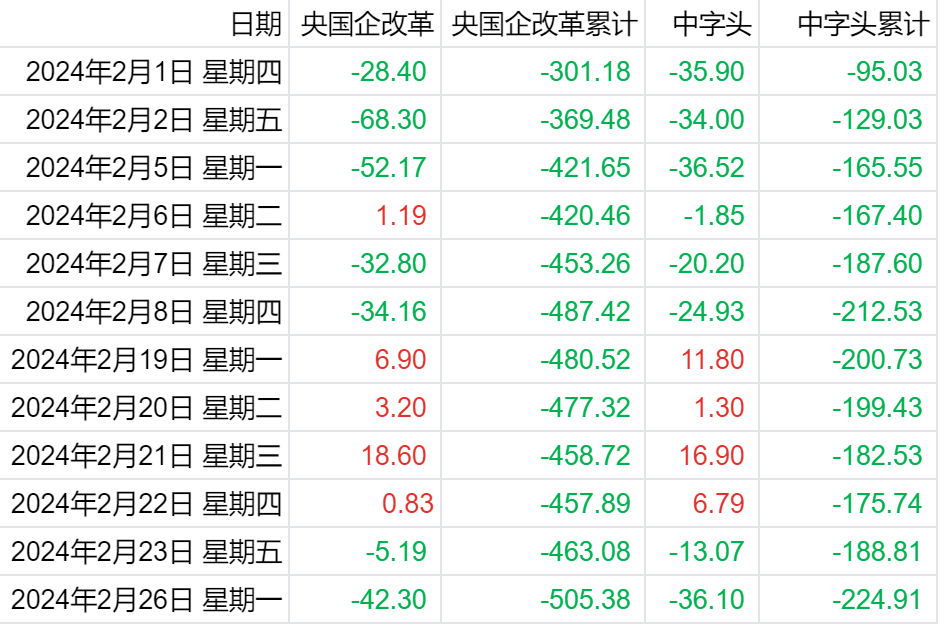 日期 央国企改革 央国企改革累计 中字头 中字头累计
2024年2月1日 星期四 -28.40 -301.18 -35.90 -95.03
2024年2月2日 星期五 -68.30 -369.48 -34.00 -129.03
2024年2月5日 星期一 -52.17 -421.65 -36.52 -165.55
2024年2月6日 星期二 1.19 -420.46 -1.85 -167.40
2024年2月7日 星期三 -32.80 -453.26 -20.20 -187.60
2024年2月8日 星期四 -34.16 -487.42 -24.93 -212.53
2024年2月19日 星期一 6.90 -480.52 11.80 -200.73
2024年2月20日 星期二 3.20 -477.32 1.30 -199.43
2024年2月21日 星期三 18.60 -458.72 16.90 -182.53
2024年2月22日 星期四 0.83 -457.89 6.79 -175.74
2024年2月23日 星期五 -5.19 -463.08 -13.07 -188.81
2024年2月26日 星期一 -42.30 -505.38 -36.10 -224.91